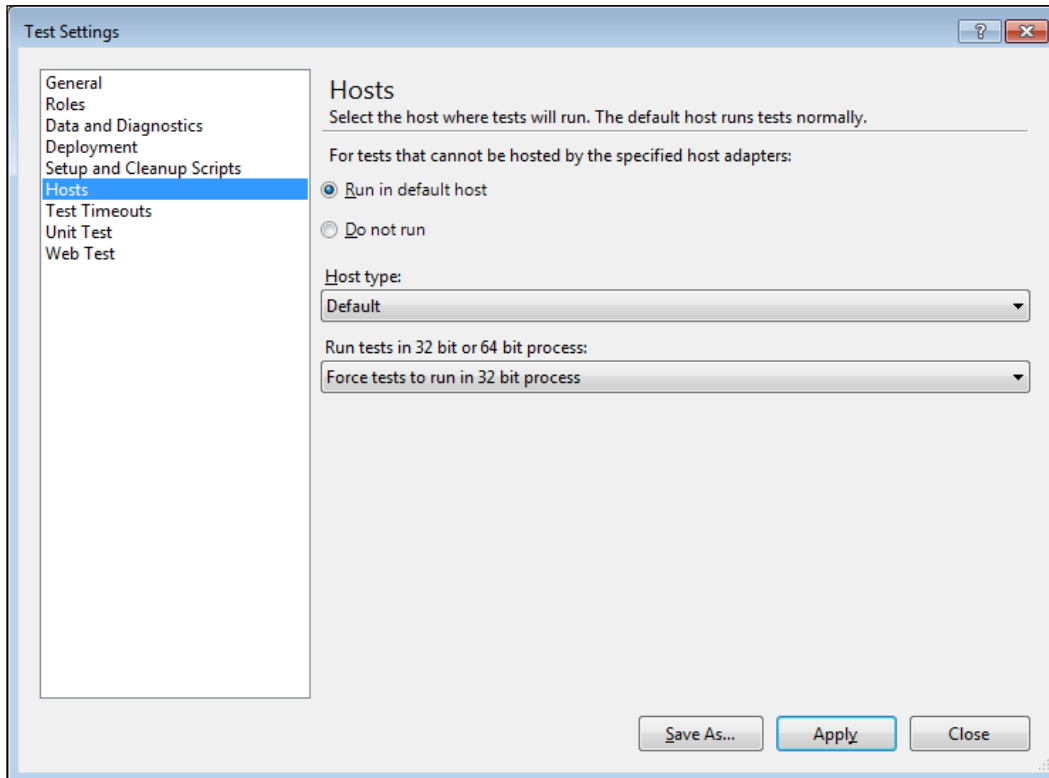 Test Settings
General
Roles
Data and Diagnostics
Deployment
Setup and Cleanup Scripts
Hosts
Test Timeouts
Unit Test
Web Test
Hosts
Select the host where tests will run. The default host runs tests normally.
For tests that cannot be hosted by the specified host adapters:
Run in default host
Do not run
Host type:
Default
Run tests in 32 bit or 64 bit process:
Force tests to run in 32 bit process
Save As...
Apply
Close